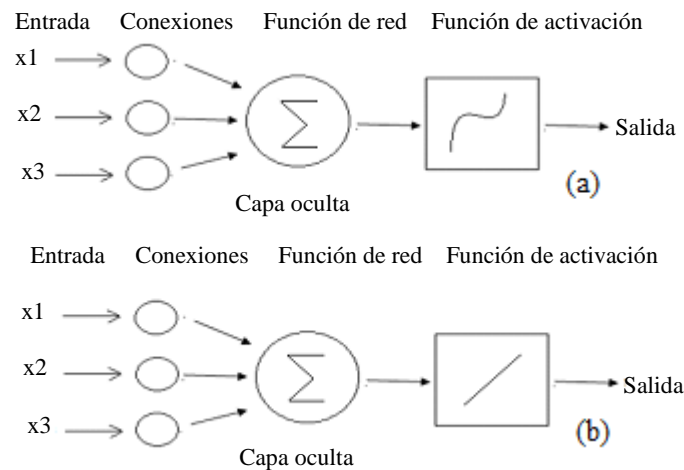 Entrada Conexiones Función de red Función de activación
x1
x2
Σ
Salida
x3
(a)
Capa oculta
Entrada Conexiones Función de red Función de activación
x1
x2
Σ
Salida
x3
(b)
Capa oculta